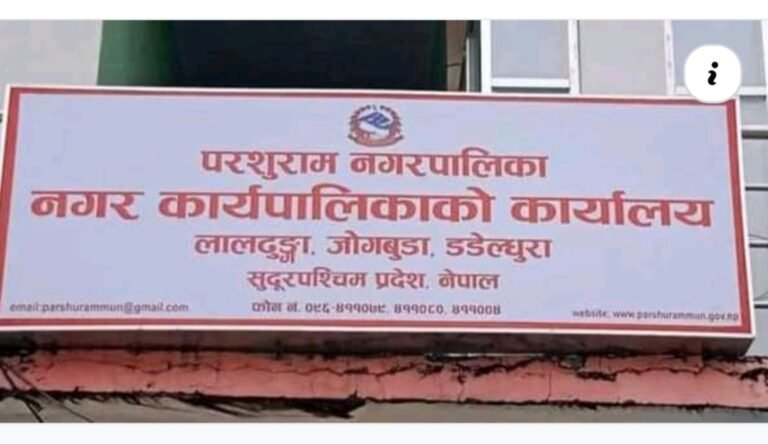 परशुराम नगरपालिका
नगर कार्यपालिकाको कार्यालय
लालढुङ्गा, जोगबुडा, डडेल्धुरा
सुदूरपश्चिम प्रदेश, नेपाल
email:parshurammun@gmail.com फोन नं. ०९६-४११०७९, ४११०८०, ४११००४ website: www.parshurammun.gov.np